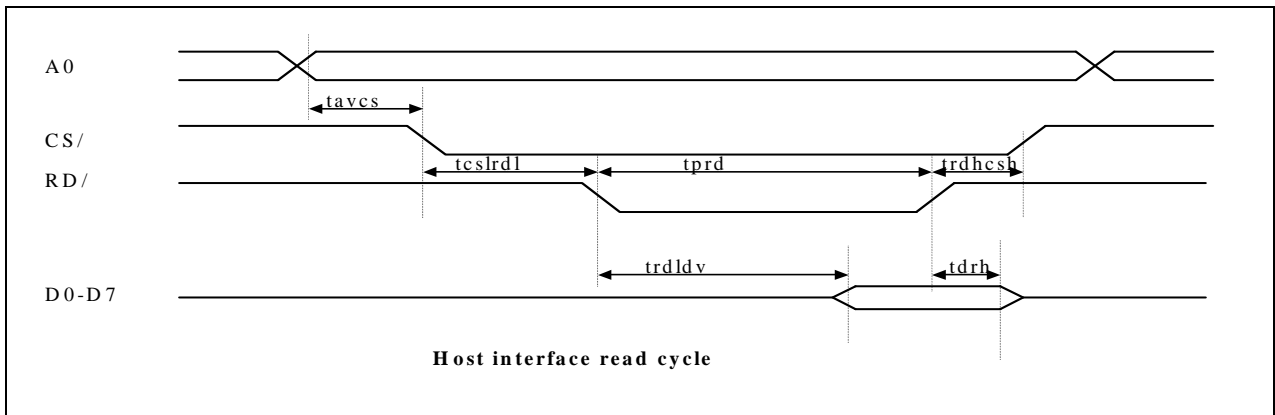 A0
tavcs
CS/
tcslrdl tprd trdhcsh
RD/
trdldv tdrh
D0-D7
Host interface read cycle